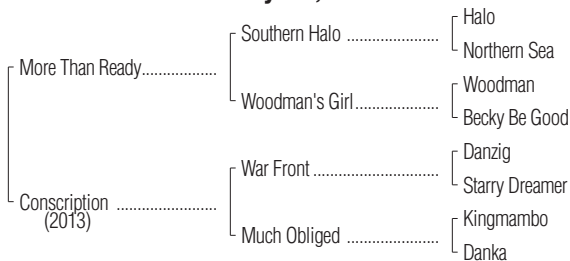 Halo
Southern Halo ..................
Northern Sea
More Than Ready.................
Woodman
Woodman's Girl................
Becky Be Good
Danzig
War Front ........................
Starry Dreamer
Conscription ...................
(2013)
Kingmambo
Much Obliged ..................
Danka